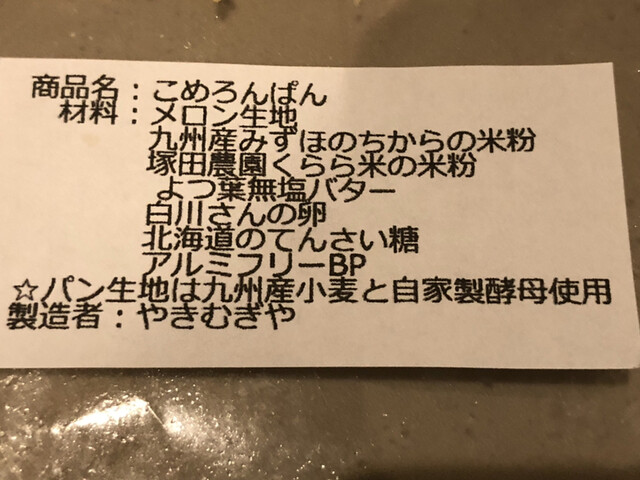 商品名：こめろんぱん
材料：メロン生地
九州産みずほのちからの米粉
塚田農園くらら米の米粉
よつ葉無塩バター
白川さんの卵
北海道のてんさい糖
アルミフリーBP
☆パン生地は九州産小麦と自家製酵母使用
製造者：やきむぎや